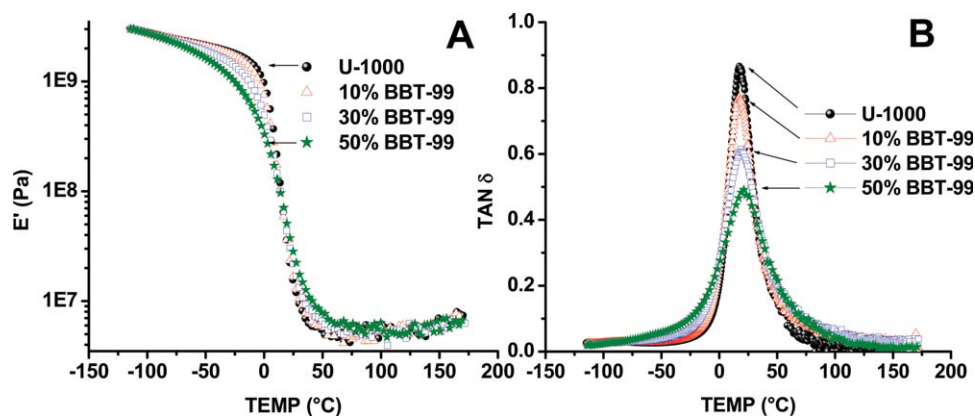 A
1E9
1E8
1E7
E' (Pa)
U-1000
10% BBT-99
30% BBT-99
50% BBT-99
-150 -100 -50 0 50 100 150 200
TEMP (°C)
B
1.0
0.8
0.6
0.4
0.2
0.0
TAN δ
U-1000
10% BBT-99
30% BBT-99
50% BBT-99
-150 -100 -50 0 50 100 150 200
TEMP (°C)